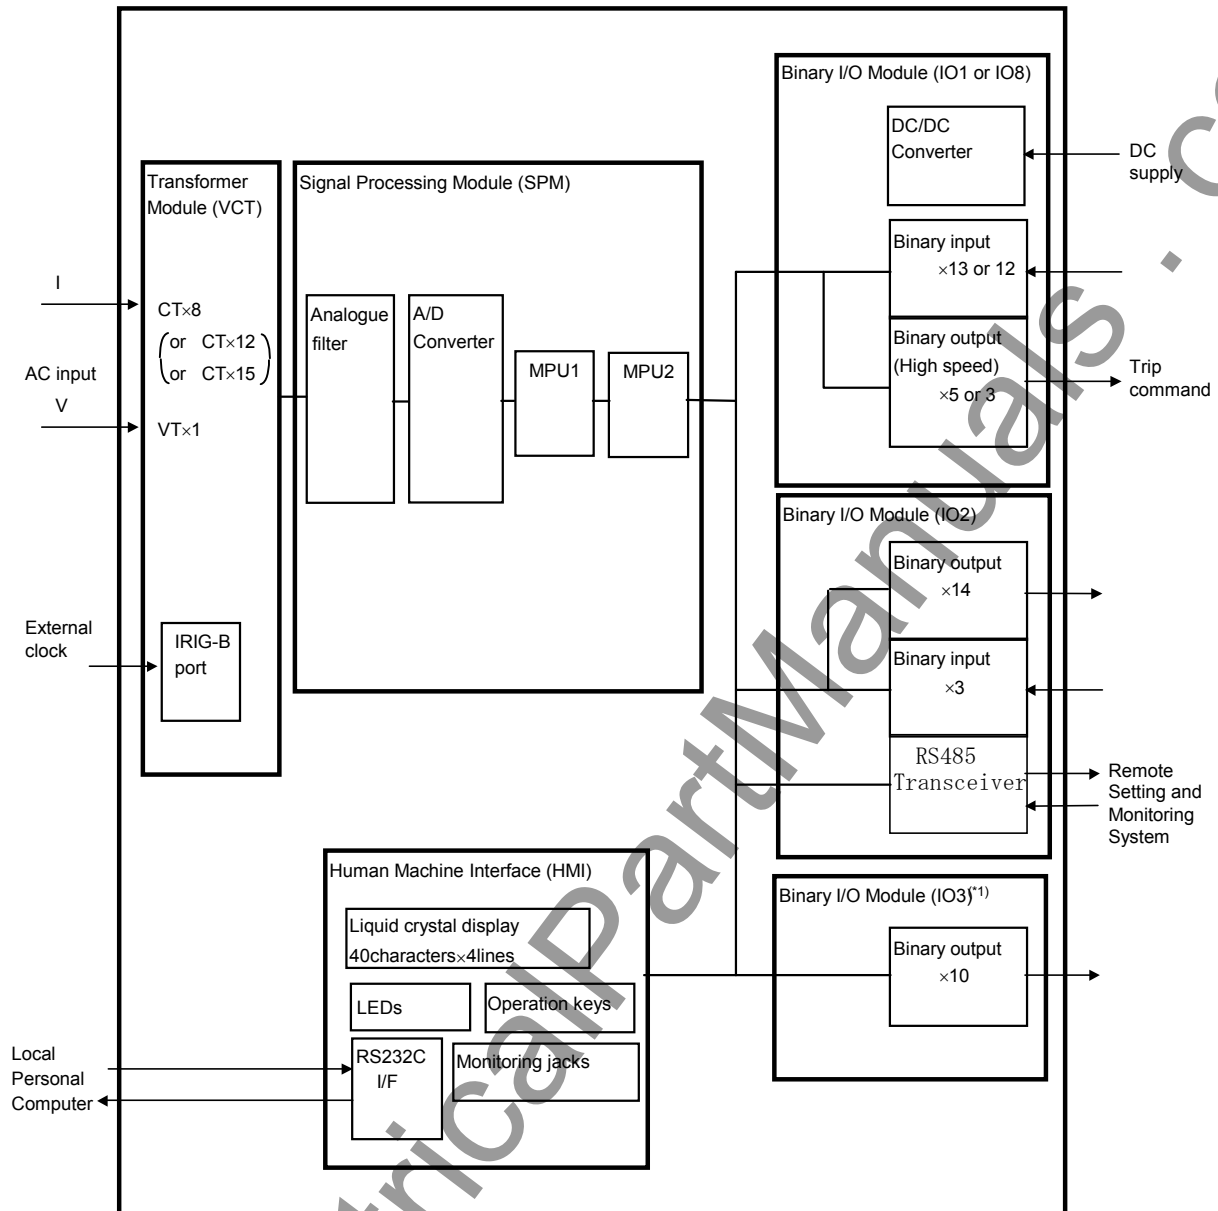 Binary I/O Module (IO1 or IO8)
DC/DC
Converter
DC
supply
Binary input
×13 or 12
Binary output
(High speed)
×5 or 3
Trip
command
Transformer
Module (VCT)
I
CT×8
or CT×12
or CT×15
AC input
V
VT×1
External
clock
IRIG-B
port
Signal Processing Module (SPM)
Analogue
filter
A/D
Converter
MPU1
MPU2
Binary I/O Module (IO2)
Binary output
×14
Binary input
×3
RS485
Transceiver
Remote
Setting and
Monitoring
System
Human Machine Interface (HMI)
Liquid crystal display
40characters×4lines
LEDs
Operation keys
RS232C
I/F
Monitoring jacks
Local
Personal
Computer
Binary I/O Module (IO3)(*1)
Binary output
×10
tricalPartManuals . c